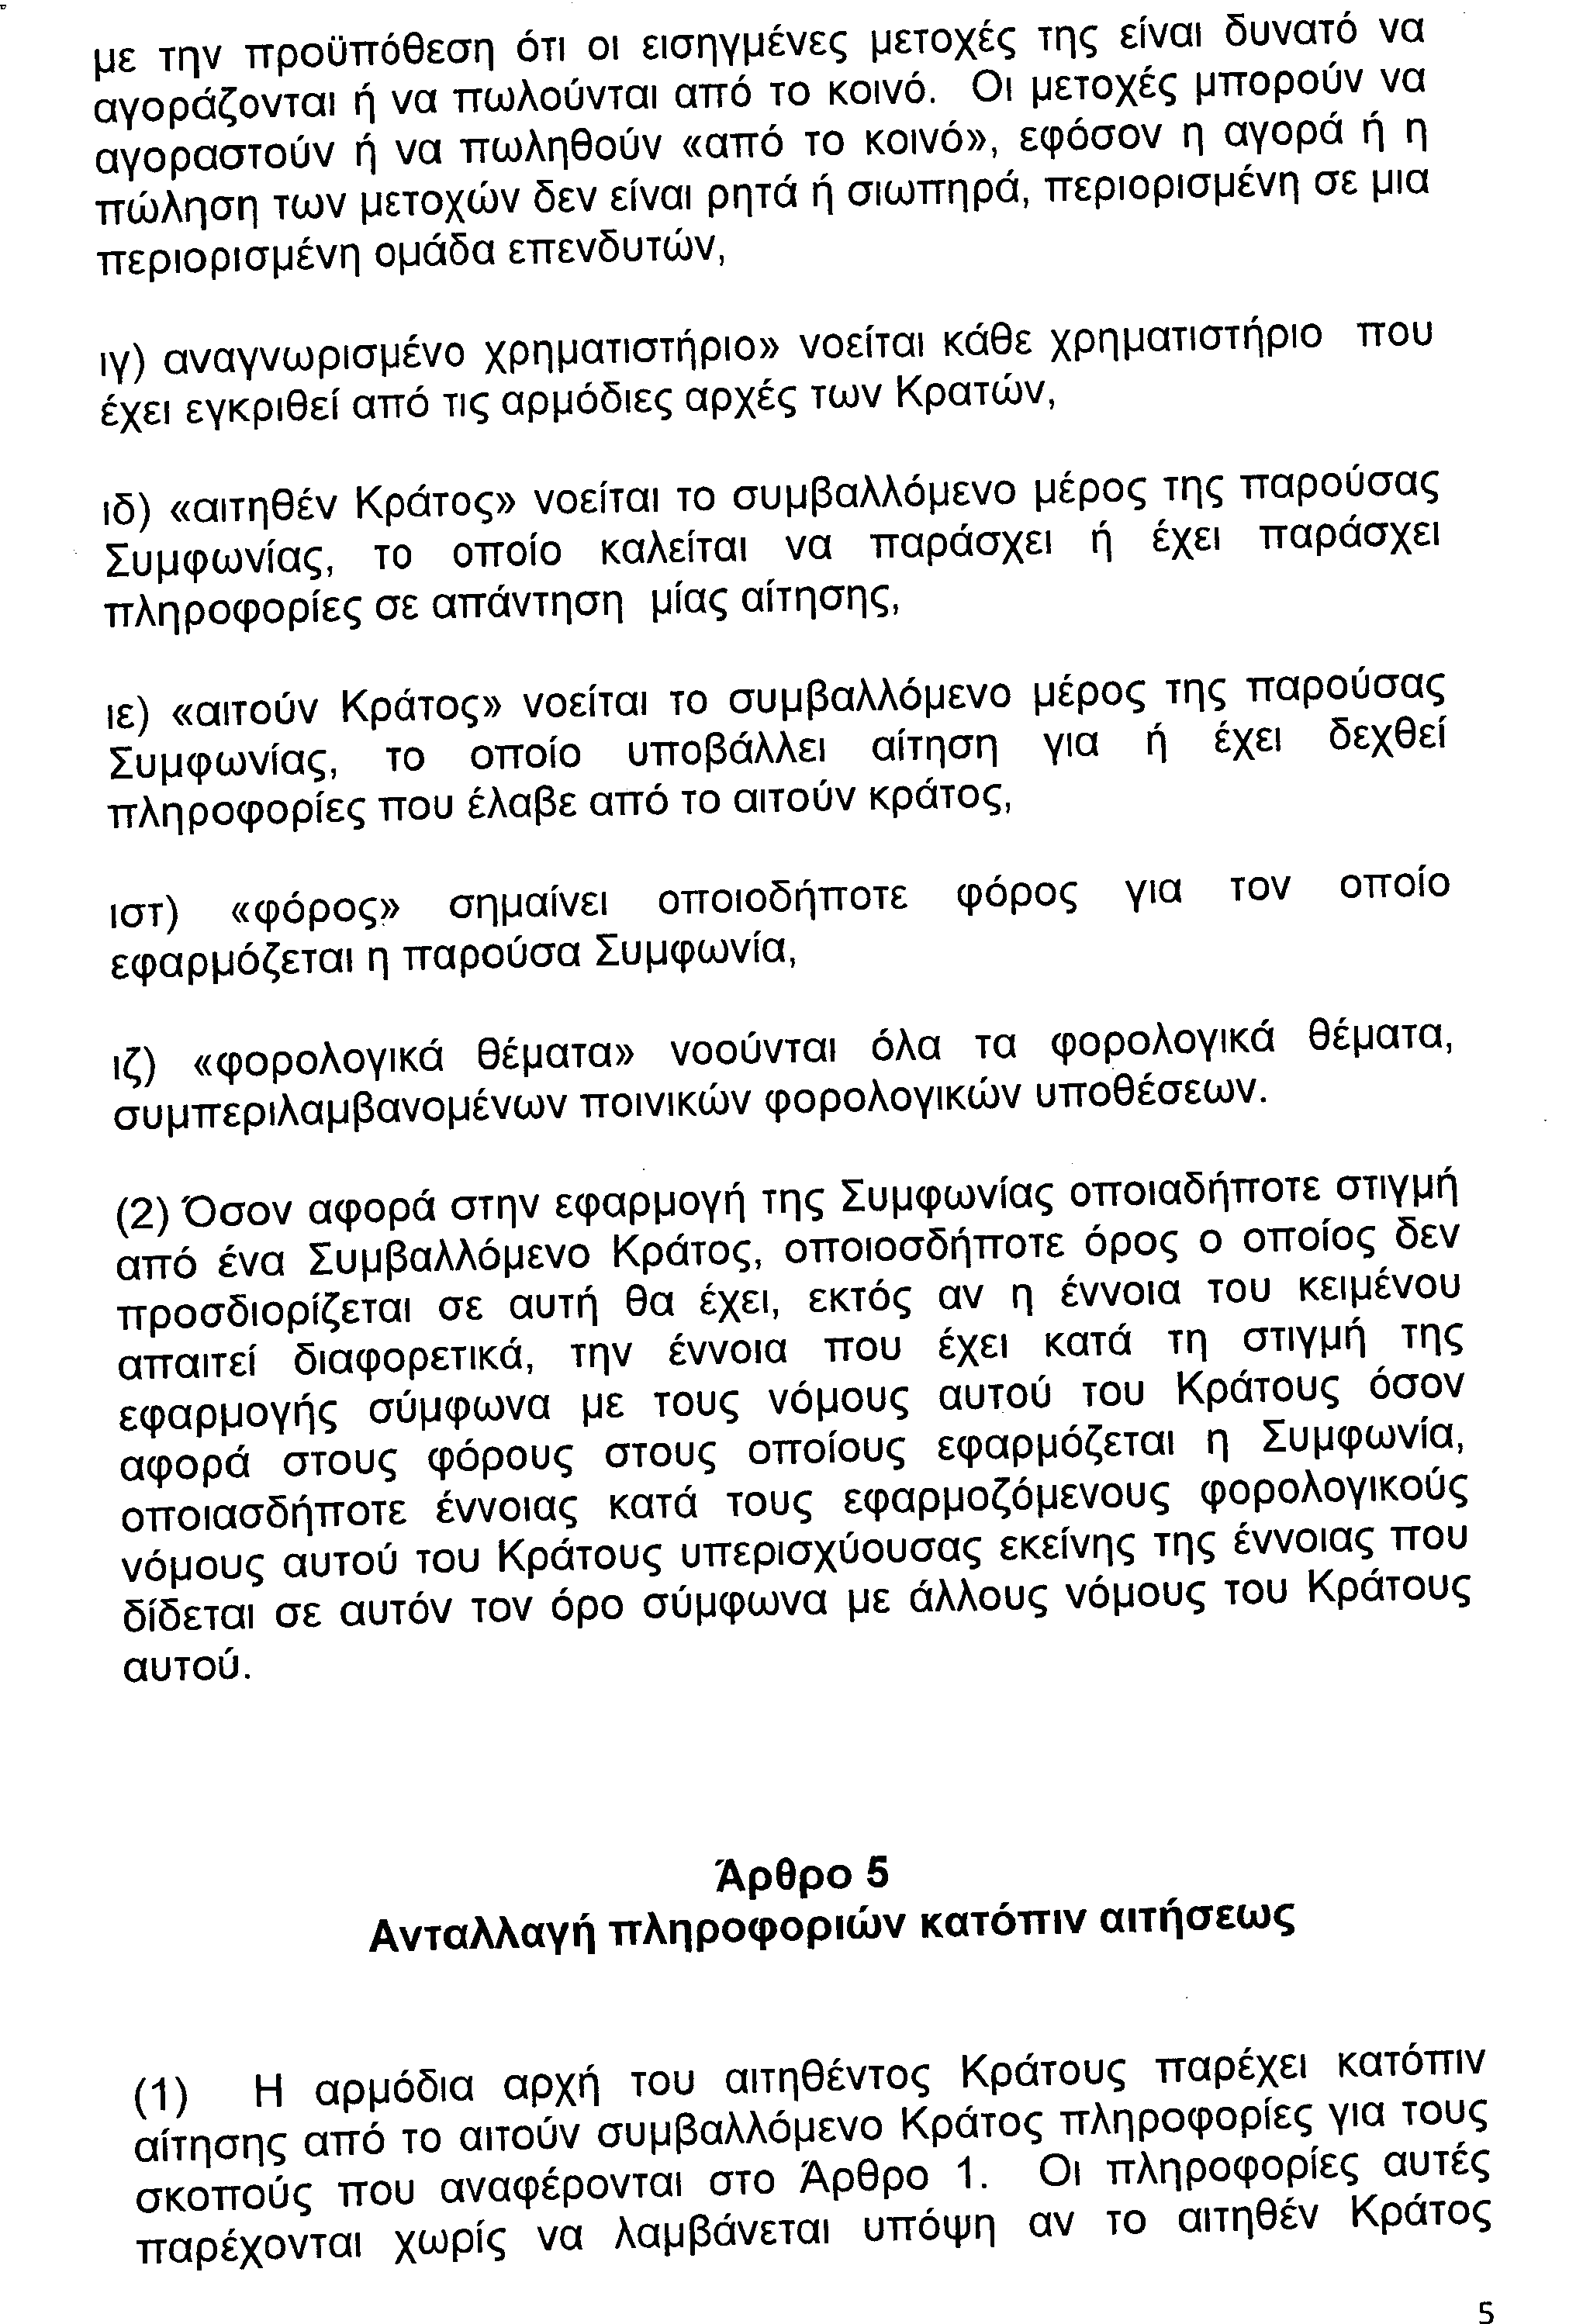 με την προϋπόθεση ότι οι εισηγμένες μετοχές της είναι δυνατό να
αγοράζονται ή να πωλούνται από το κοινό. Οι μετοχές μπορούν να
αγοραστούν ή να πωληθούν «από το κοινό», εφόσον η αγορά ή η
πώληση των μετοχών δεν είναι ρητά ή σιωπηρά, περιορισμένη σε μια
περιορισμένη ομάδα επενδυτών,
ιγ) αναγνωρισμένο χρηματιστήριο» νοείται κάθε χρηματιστήριο που
έχει εγκριθεί από τις αρμόδιες αρχές των Κρατών,
ιδ) «αιτηθέν Κράτος» νοείται το συμβαλλόμενο μέρος της παρούσας
Συμφωνίας, το οποίο καλείται να παράσχει ή έχει παράσχει
πληροφορίες σε απάντηση μίας αίτησης,
ιε) «αιτούν Κράτος» νοείται το συμβαλλόμενο μέρος της παρούσας
Συμφωνίας, το οποίο υποβάλλει αίτηση για ή έχει δεχθεί
πληροφορίες που έλαβε από το αιτούν κράτος,
ιστ) «φόρος» σημαίνει οποιοδήποτε φόρος για τον οποίο
εφαρμόζεται η παρούσα Συμφωνία,
ιζ) «φορολογικά θέματα» νοούνται όλα τα φορολογικά θέματα,
συμπεριλαμβανομένων ποινικών φορολογικών υποθέσεων.
(2) Όσον αφορά στην εφαρμογή της Συμφωνίας οποιαδήποτε στιγμή
από ένα Συμβαλλόμενο Κράτος, οποιοσδήποτε όρος ο οποίος δεν
προσδιορίζεται σε αυτή θα έχει, εκτός αν η έννοια του κειμένου
απαιτεί διαφορετικά, την έννοια που έχει κατά τη στιγμή της
εφαρμογής σύμφωνα με τους νόμους αυτού του Κράτους όσον
αφορά στους φόρους στους οποίους εφαρμόζεται η Συμφωνία,
οποιασδήποτε έννοιας κατά τους εφαρμοζόμενους φορολογικούς
νόμους αυτού του Κράτους υπερισχύουσας εκείνης της έννοιας που
δίδεται σε αυτόν τον όρο σύμφωνα με άλλους νόμους του Κράτους
αυτού.
Άρθρο 5
Ανταλλαγή πληροφοριών κατόπιν αιτήσεως
(1) Η αρμόδια αρχή του αιτηθέντος Κράτους παρέχει κατόπιν
αίτησης από το αιτούν συμβαλλόμενο Κράτος πληροφορίες για τους
σκοπούς που αναφέρονται στο Άρθρο 1. Οι πληροφορίες αυτές
παρέχονται χωρίς να λαμβάνεται υπόψη αν το αιτηθέν Κράτος
5